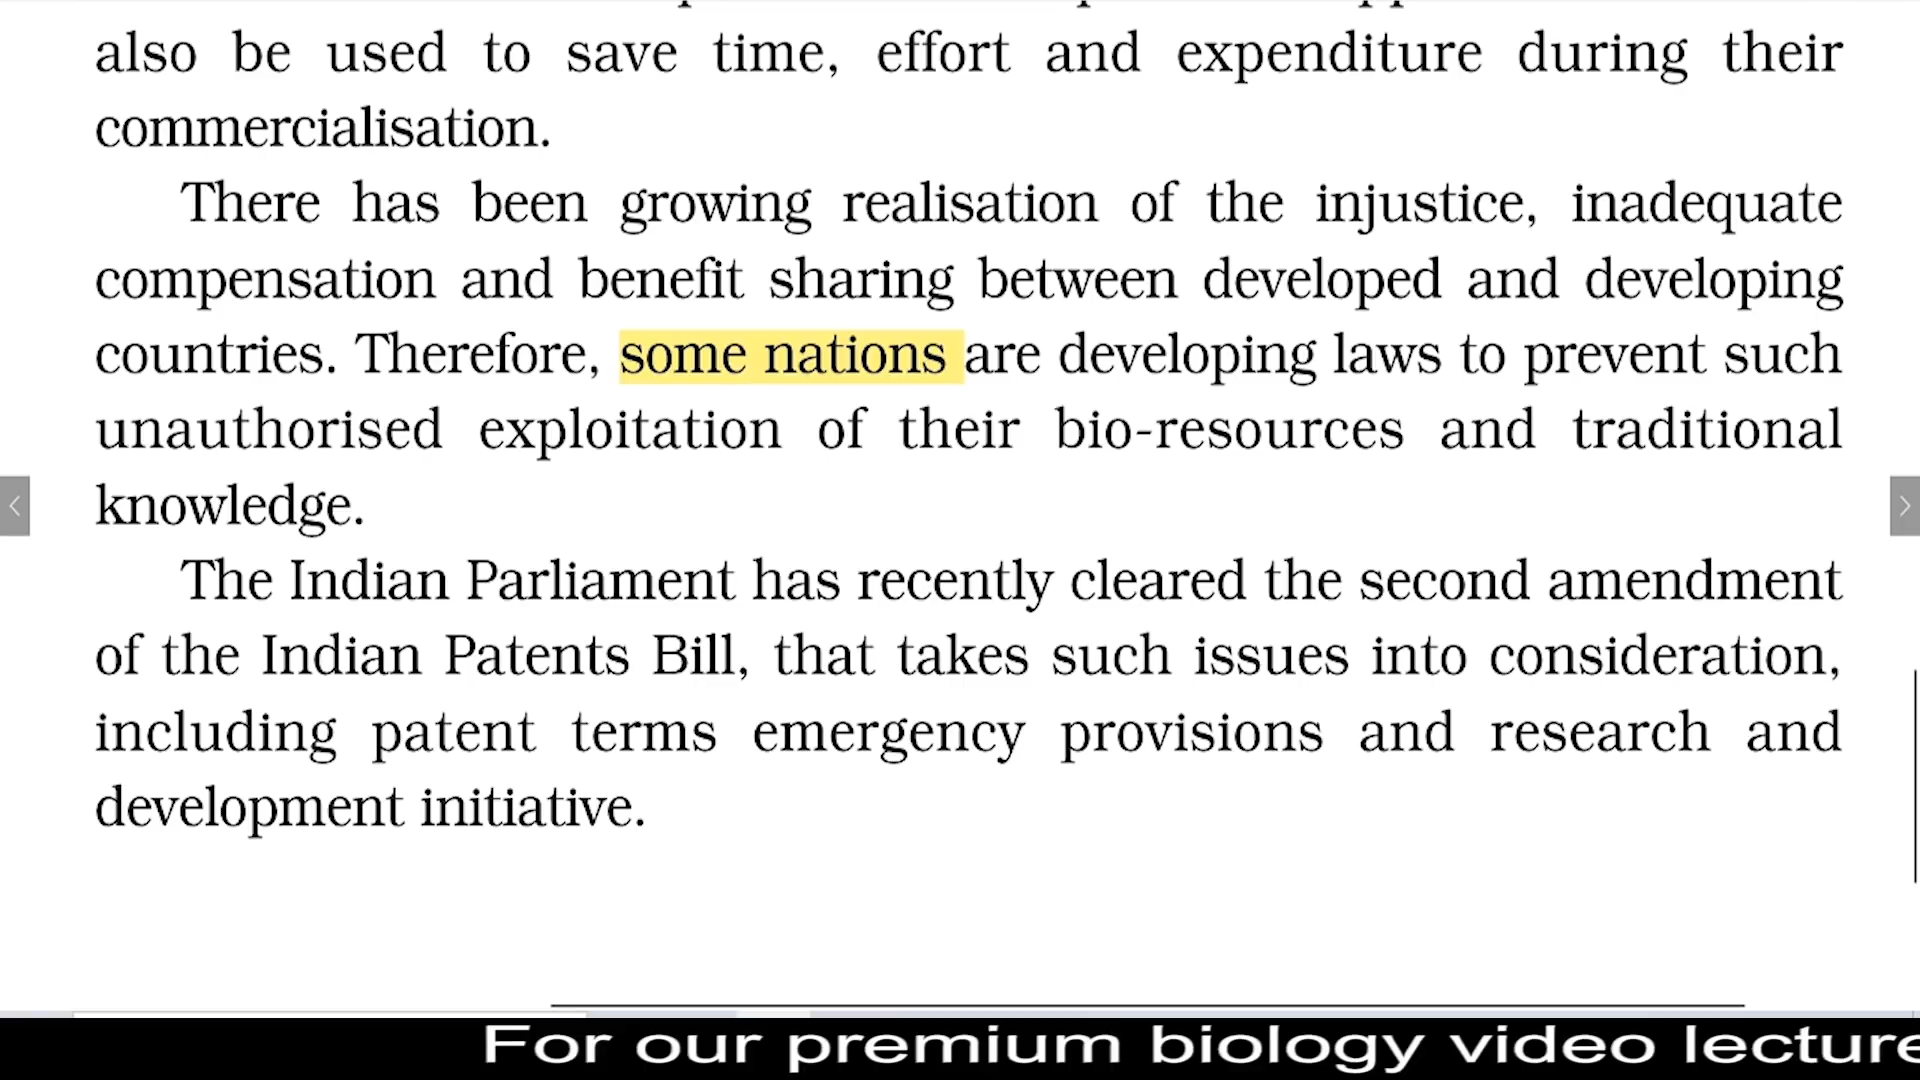 also be used to save time, effort and expenditure during their
commercialisation.
There has been growing realisation of the injustice, inadequate
compensation and benefit sharing between developed and developing
countries. Therefore, some nations are developing laws to prevent such
unauthorised exploitation of their bio-resources and traditional
knowledge.
The Indian Parliament has recently cleared the second amendment
of the Indian Patents Bill, that takes such issues into consideration,
including patent terms emergency provisions and research and
development initiative.
For our premium biology video lecture